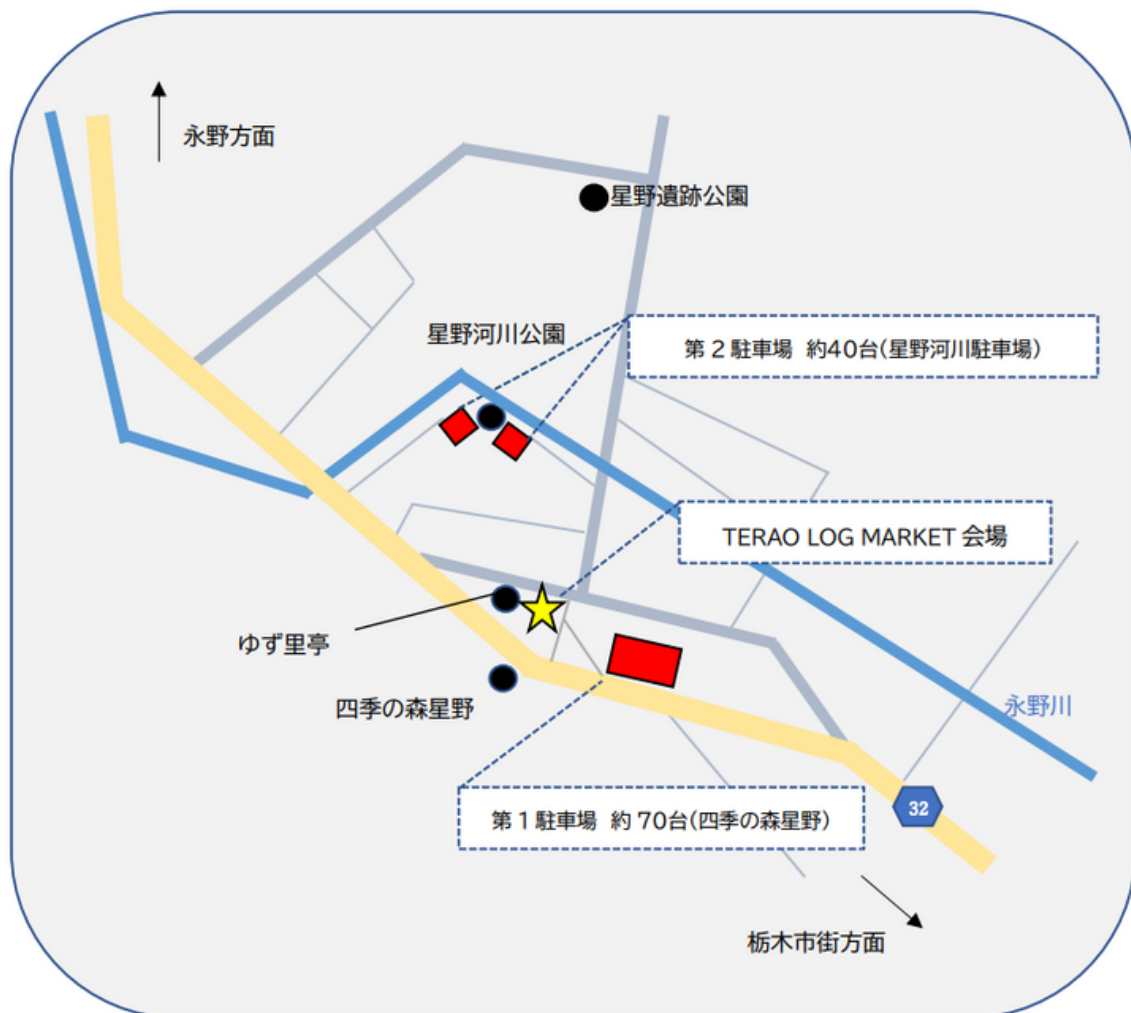 永野方面
星野遺跡公園
星野河川公園
第2駐車場 約40台(星野河川駐車場)
TERAO LOG MARKET 会場
ゆず里亭
四季の森星野
永野川
第1駐車場 約70台(四季の森星野)
32
栃木市街方面